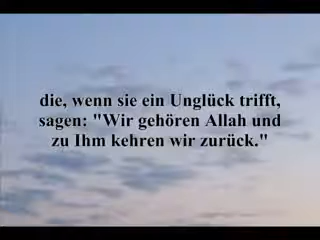 die, wenn sie ein Unglück trifft,
sagen: "Wir gehören Allah und
zu Ihm kehren wir zurück."